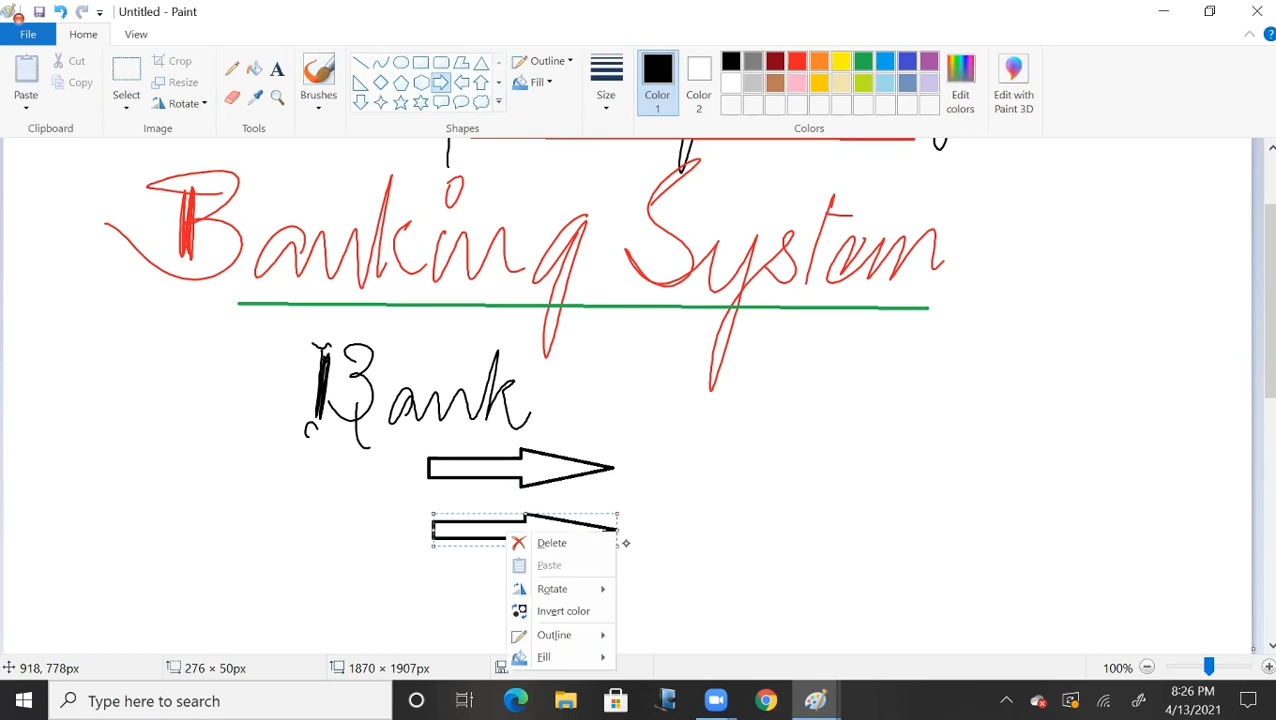 Untitled - Paint
File Home View
Paste
Cut
Copy
Clipboard
Select
Crop
Resize
Rotate
Image
Tools
Brushes
Outline
Fill
Shapes
Size
Color 1
Color 2
Colors
Edit colors
Edit with Paint 3D
Banking System
Bank
Delete
Paste
Rotate
Invert color
Outline
Fill
918, 778px
276 × 50px
1870 × 1907px
100%
Type here to search
8:26 PM
4/13/2021